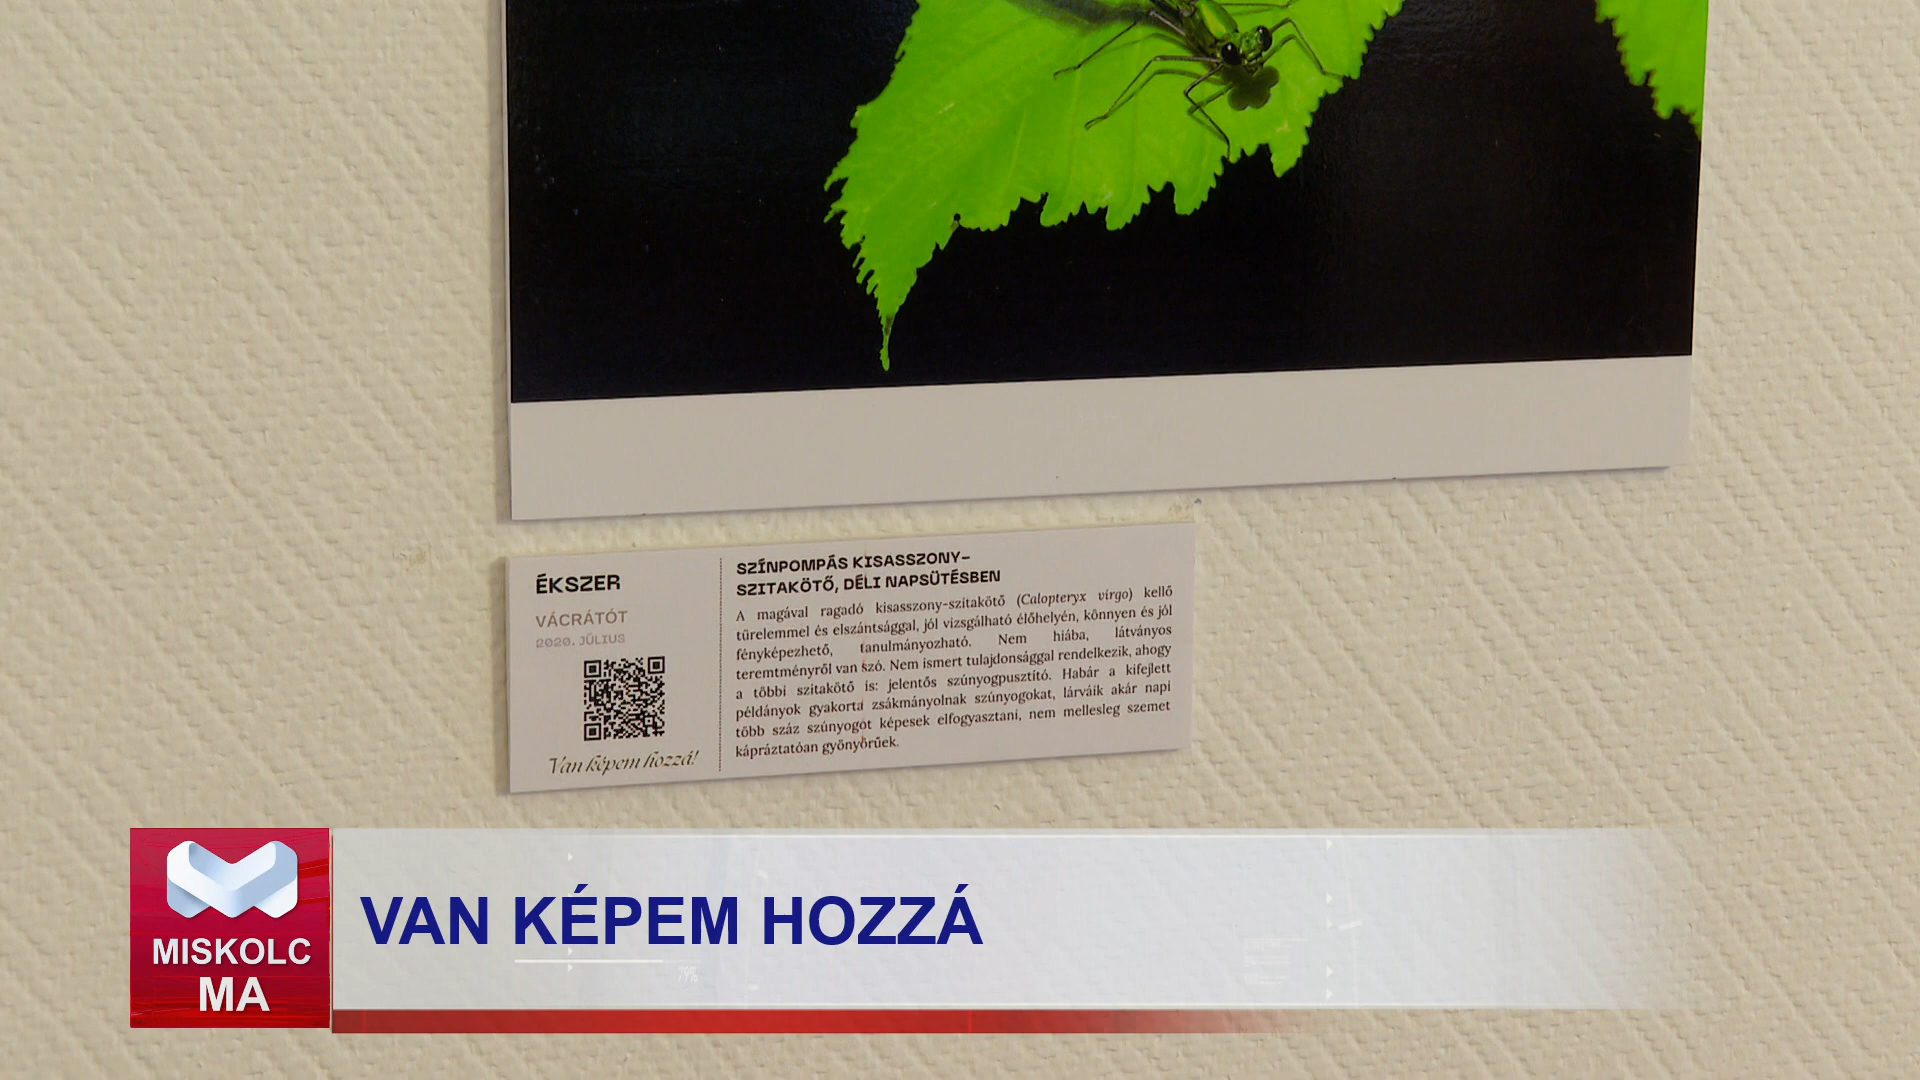 ÉKSZER
VÁCRÁTÓT
2020. JÚLIUS
Van képem hozzá!
SZÍNPOMPÁS KISASSZONY-
SZITAKÖTŐ, DÉLI NAPSÜTÉSBEN
A magával ragadó kisasszony-szitakötő (Calopteryx virgo) kellő
türelemmel és elszántsággal, jól vizsgálható élőhelyén, könnyen és jól
fényképezhető, tanulmányozható. Nem hiába, látványos
teremtményről van szó. Nem ismert tulajdonsággal rendelkezik, ahogy
a többi szitakötő is: jelentős szúnyogpusztító. Habár a kifejlett
példányok gyakorta zsákmányolnak szúnyogokat, lárváik akár napi
több száz szúnyogot képesek elfogyasztani, nem mellesleg szemet
kápráztatóan gyönyörűek.
MISKOLC
MA
VAN KÉPEM HOZZÁ
79%